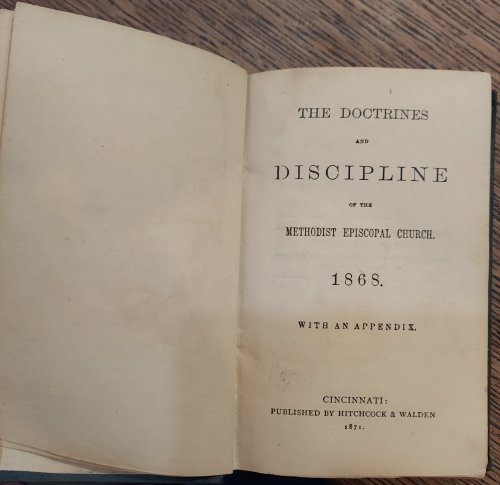 THE DOCTRINES
AND
DISCIPLINE
OF THE
METHODIST EPISCOPAL CHURCH.
1868.
WITH AN APPENDIX.
CINCINNATI:
PUBLISHED BY HITCHCOCK & WALDEN
1871.